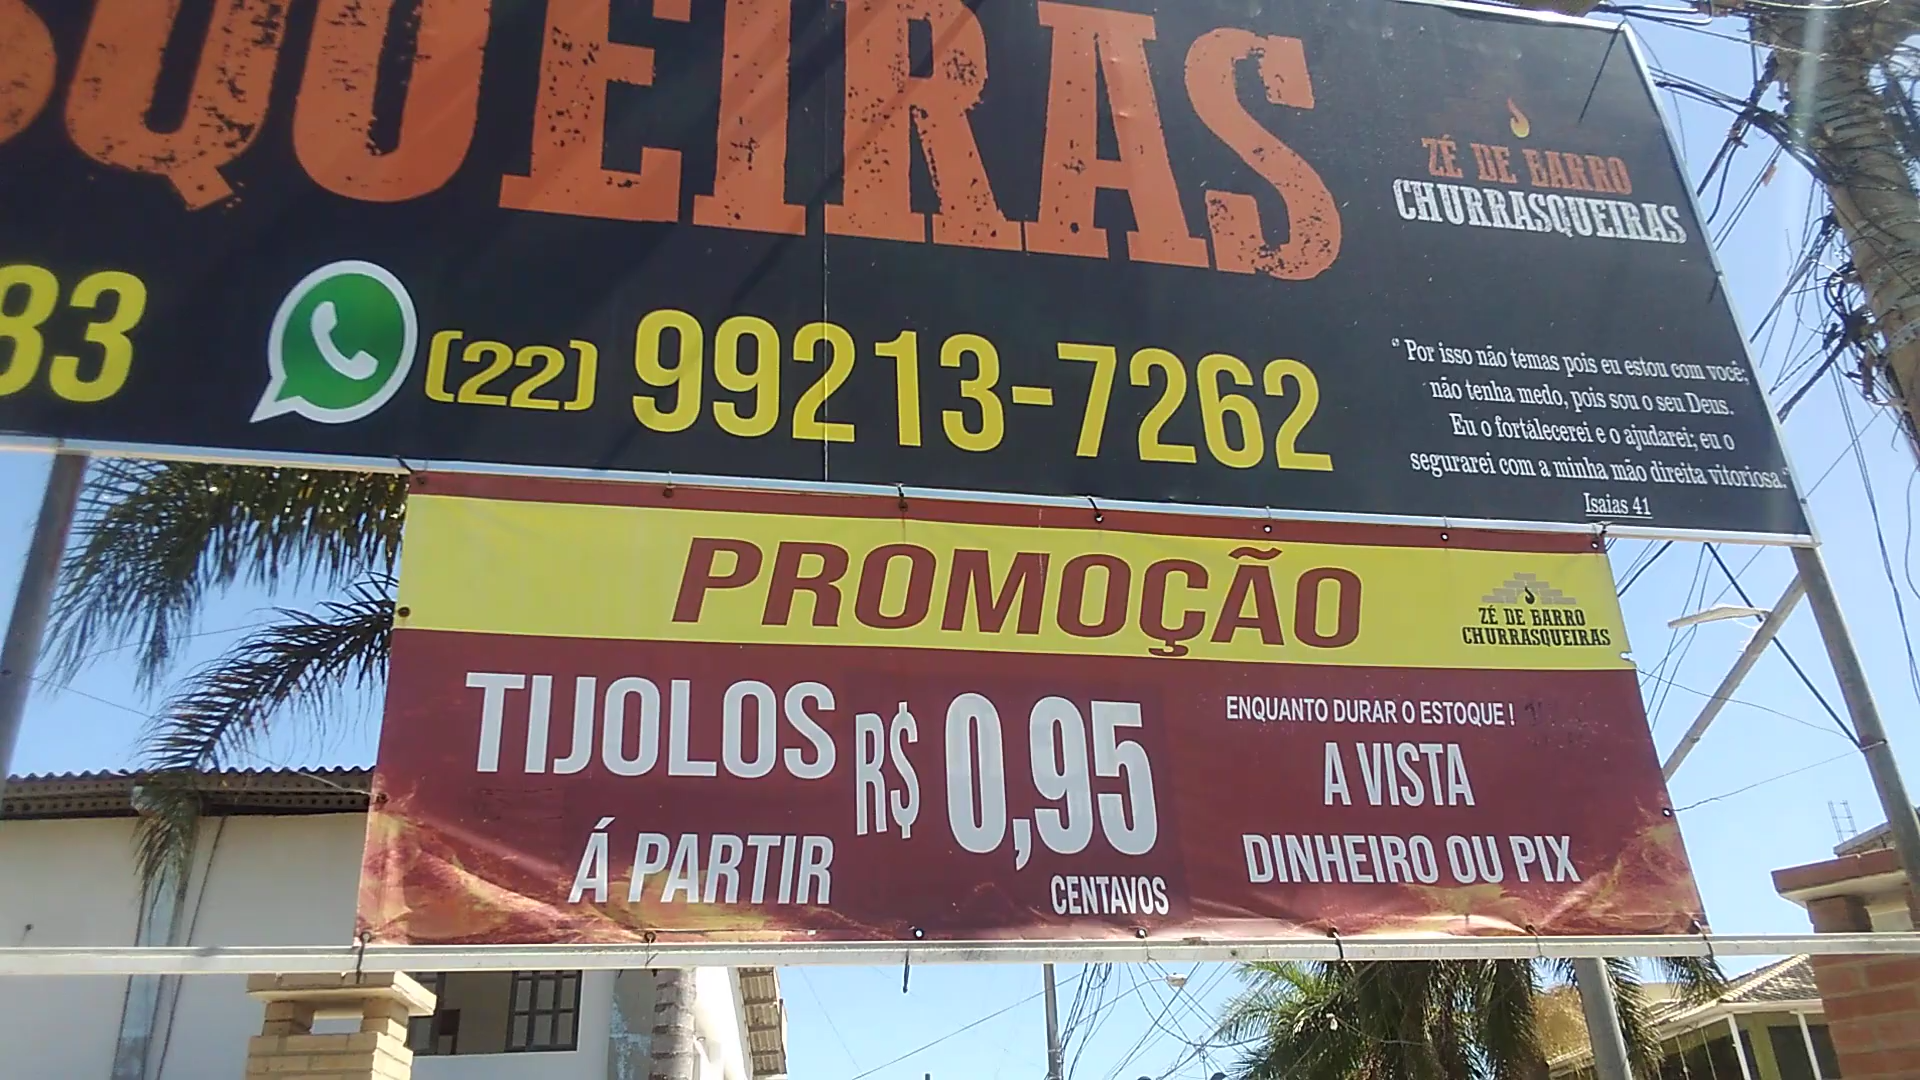 SQUEIRAS
ZÉ DE BARRO
CHURRASQUEIRAS
83
(22) 99213-7262
" Por isso não temas pois eu estou com você;
não tenha medo, pois sou o seu Deus.
Eu o fortalecerei e o ajudarei; eu o
segurarei com a minha mão direita vitoriosa."
Isaias 41
PROMOÇÃO
ZÉ DE BARRO
CHURRASQUEIRAS
TIJOLOS
Á PARTIR
R$ 0,95
CENTAVOS
ENQUANTO DURAR O ESTOQUE !
A VISTA
DINHEIRO OU PIX